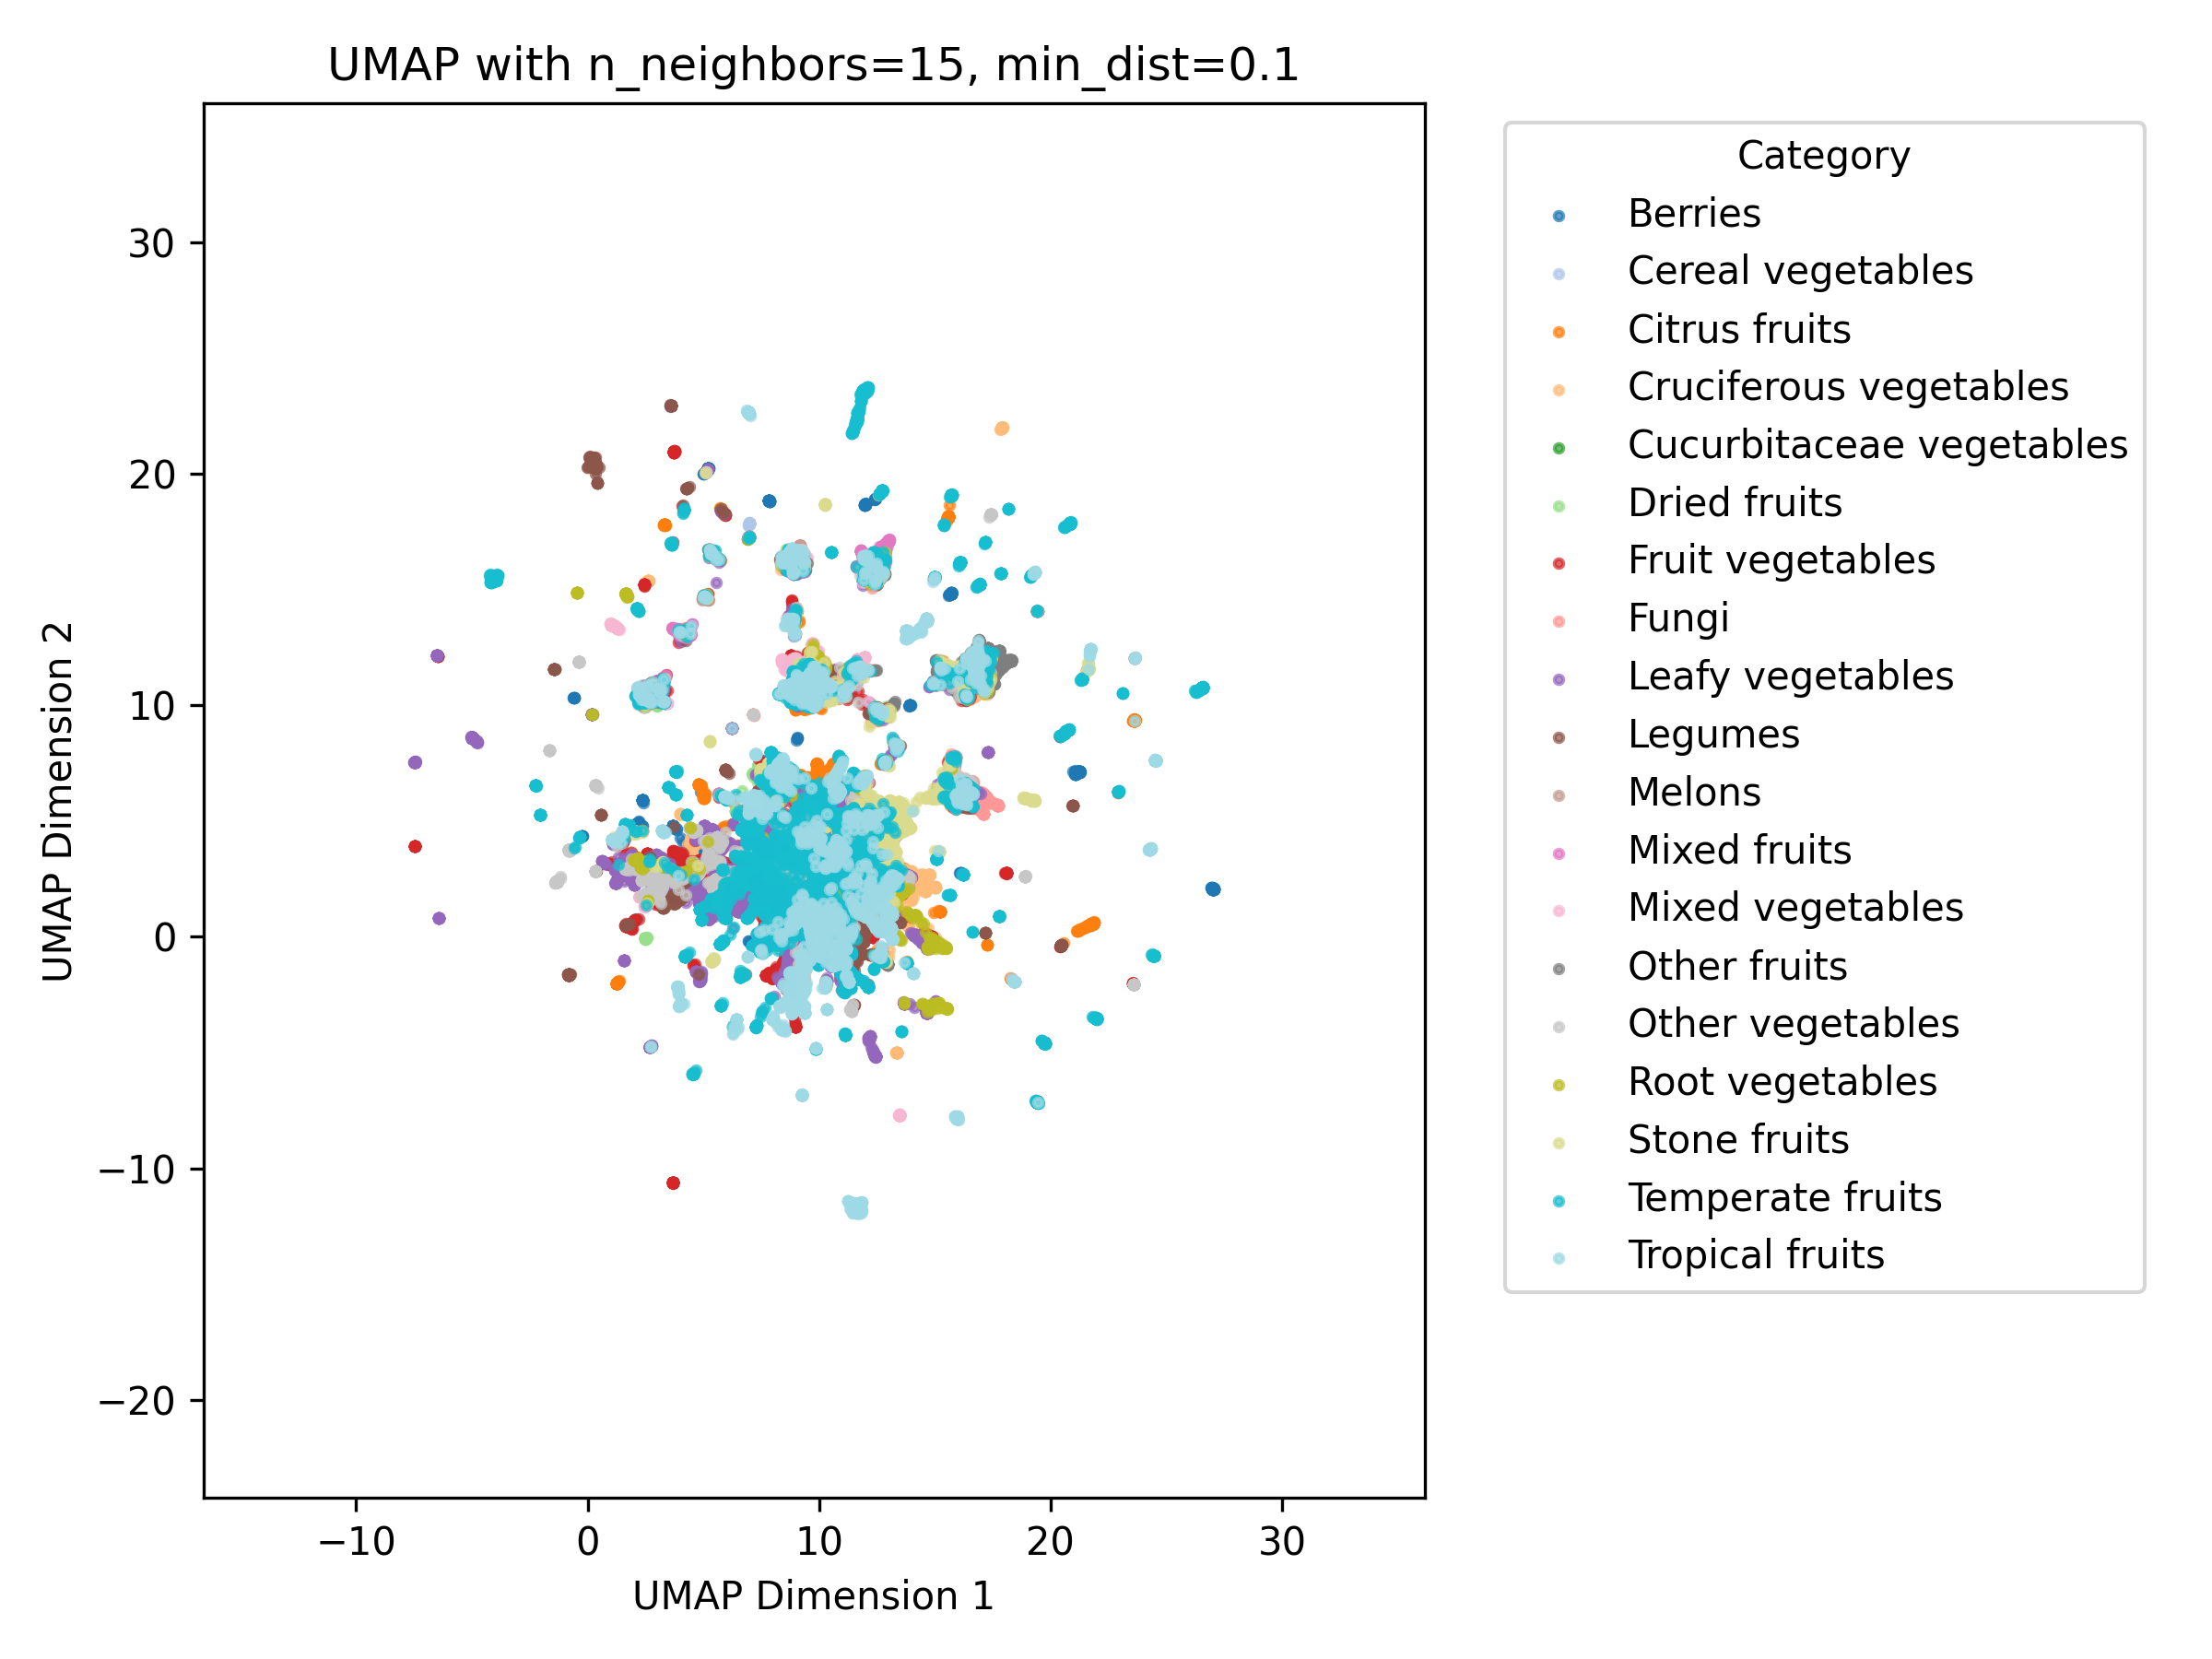 UMAP with n_neighbors=15, min_dist=0.1
30
20
10
0
−10
−20
UMAP Dimension 2
−10
0
10
20
30
UMAP Dimension 1
Category
Berries
Cereal vegetables
Citrus fruits
Cruciferous vegetables
Cucurbitaceae vegetables
Dried fruits
Fruit vegetables
Fungi
Leafy vegetables
Legumes
Melons
Mixed fruits
Mixed vegetables
Other fruits
Other vegetables
Root vegetables
Stone fruits
Temperate fruits
Tropical fruits